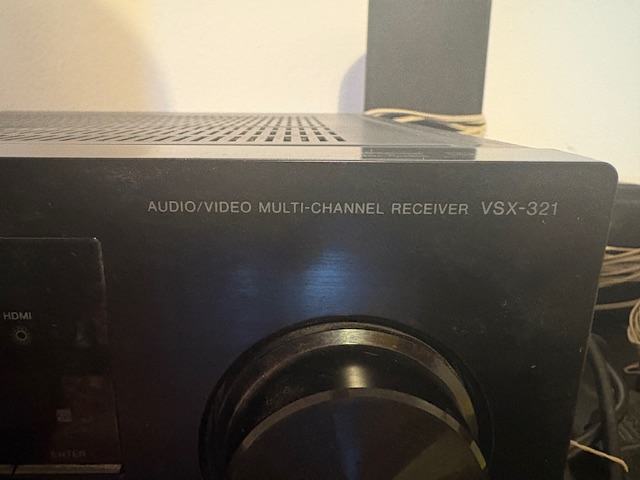 AUDIO/VIDEO MULTI-CHANNEL RECEIVER VSX-321
HDMI
ENTER